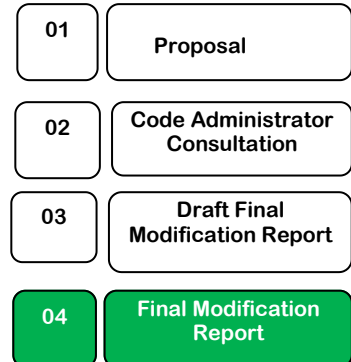 01
Proposal
02
Code Administrator
Consultation
03
Draft Final
Modification Report
04
Final Modification
Report